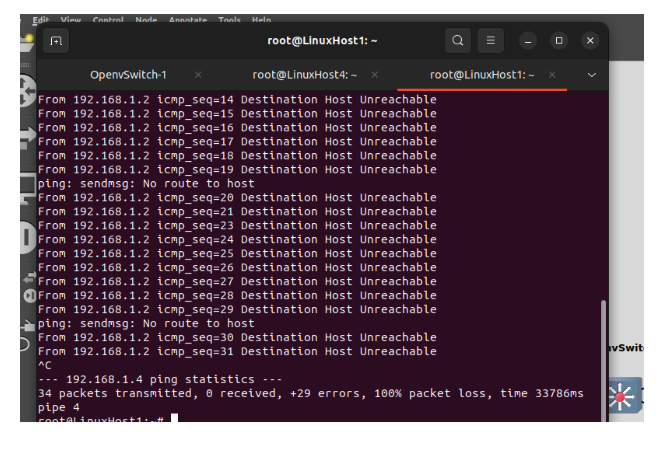 Edit View Control Node Annotate Tools Help
root@LinuxHost1: ~
OpenvSwitch-1 × root@LinuxHost4: ~ × root@LinuxHost1: ~ ×
From 192.168.1.2 icmp_seq=14 Destination Host Unreachable
From 192.168.1.2 icmp_seq=15 Destination Host Unreachable
From 192.168.1.2 icmp_seq=16 Destination Host Unreachable
From 192.168.1.2 icmp_seq=17 Destination Host Unreachable
From 192.168.1.2 icmp_seq=18 Destination Host Unreachable
From 192.168.1.2 icmp_seq=19 Destination Host Unreachable
ping: sendmsg: No route to host
From 192.168.1.2 icmp_seq=20 Destination Host Unreachable
From 192.168.1.2 icmp_seq=21 Destination Host Unreachable
From 192.168.1.2 icmp_seq=23 Destination Host Unreachable
From 192.168.1.2 icmp_seq=24 Destination Host Unreachable
From 192.168.1.2 icmp_seq=25 Destination Host Unreachable
From 192.168.1.2 icmp_seq=26 Destination Host Unreachable
From 192.168.1.2 icmp_seq=27 Destination Host Unreachable
From 192.168.1.2 icmp_seq=28 Destination Host Unreachable
From 192.168.1.2 icmp_seq=29 Destination Host Unreachable
ping: sendmsg: No route to host
From 192.168.1.2 icmp_seq=30 Destination Host Unreachable
From 192.168.1.2 icmp_seq=31 Destination Host Unreachable
^C
--- 192.168.1.4 ping statistics ---
34 packets transmitted, 0 received, +29 errors, 100% packet loss, time 33786ms
pipe 4
root@LinuxHost1:~#
nvSwit